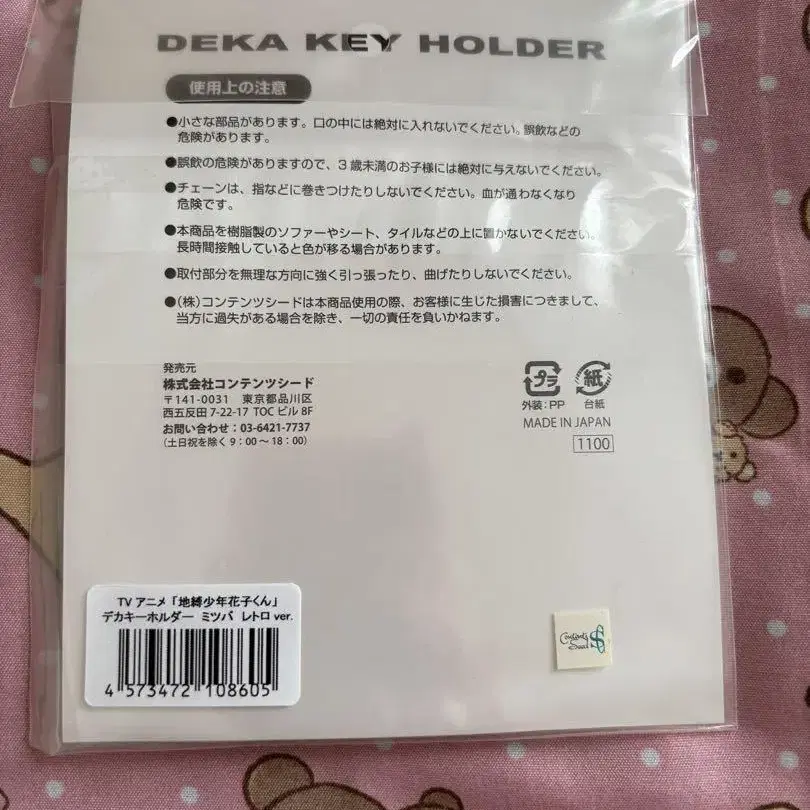 DEKA KEY HOLDER
使用上の注意
●小さな部品があります。口の中には絶対に入れないでください。誤飲などの
危険があります。
●誤飲の危険がありますので、3歳未満のお子様には絶対に与えないでください。
●チェーンは、指などに巻きつけたりしないでください。血が通わなくなり
危険です。
●本商品を樹脂製のソファーやシート、タイルなどの上に置かないでください。
長時間接触していると色が移る場合があります。
●取付部分を無理な方向に強く引っ張ったり、曲げたりしないでください。
●(株)コンテンツシードは本商品使用の際、お客様に生じた損害につきまして、
当方に過失がある場合を除き、一切の責任を負いかねます。
発売元
株式会社コンテンツシード
〒141-0031 東京都品川区
西五反田 7-22-17 TOC ビル 8F
お問い合わせ:03-6421-7737
(土日祝を除く 9:00～18:00)
プラ 紙
外装:PP 台紙
MADE IN JAPAN
1100
TV アニメ「地縛少年花子くん」
デカキーホルダー ミツバ レトロ ver.
4 573472 108605
Contents
Seed